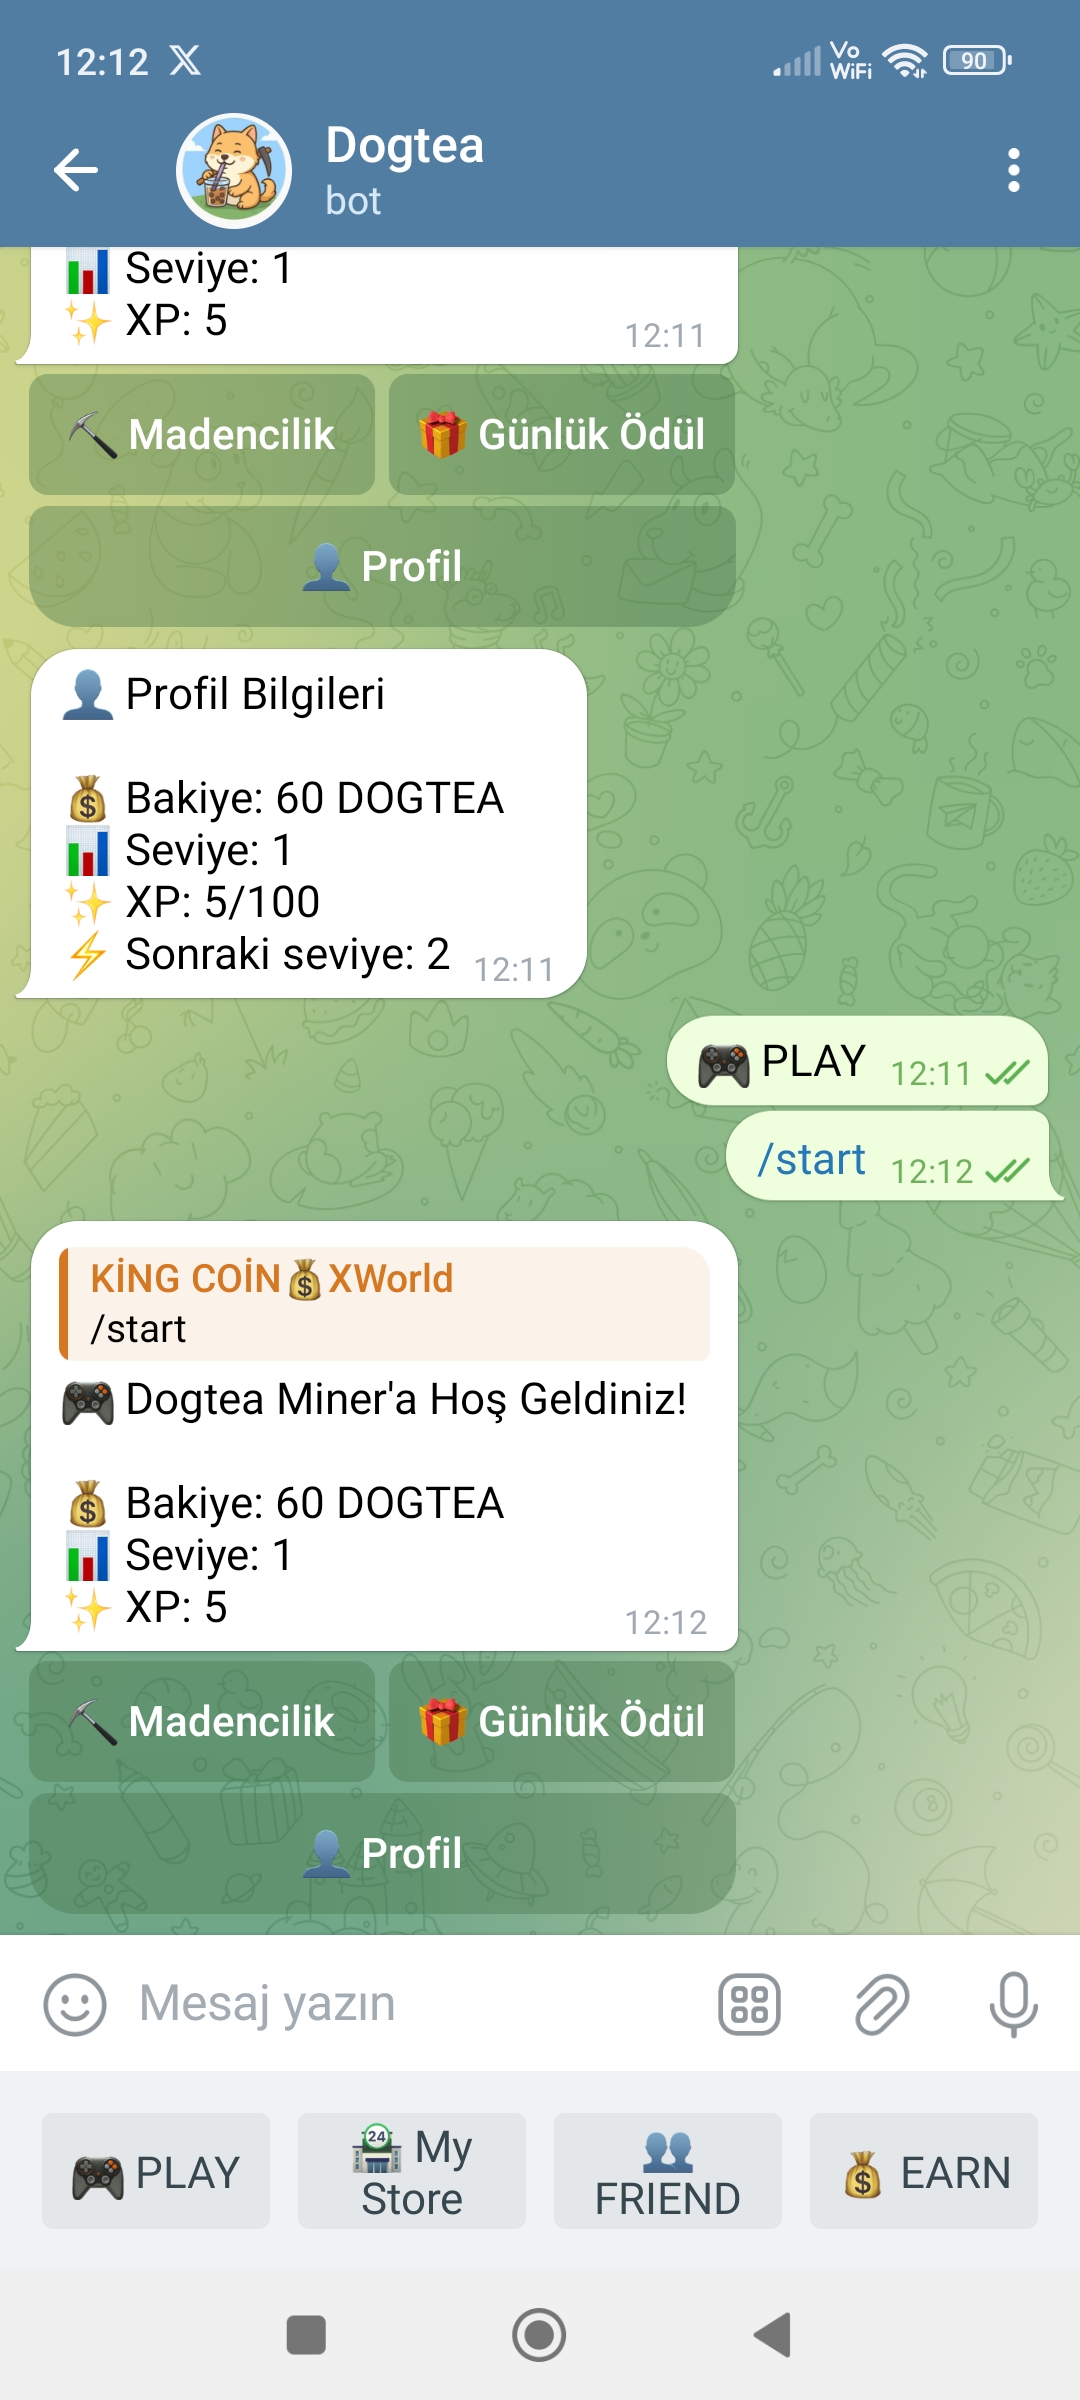 12:12
Vo
WiFi
90
Dogtea
bot
Seviye: 1
XP: 5
12:11
Madencilik
Günlük Ödül
Profil
Profil Bilgileri
Bakiye: 60 DOGTEA
Seviye: 1
XP: 5/100
Sonraki seviye: 2
12:11
PLAY
12:11
/start
12:12
KİNG COİN💰XWorld
/start
Dogtea Miner'a Hoş Geldiniz!
Bakiye: 60 DOGTEA
Seviye: 1
XP: 5
12:12
Madencilik
Günlük Ödül
Profil
Mesaj yazın
PLAY
24
My
Store
FRIEND
EARN